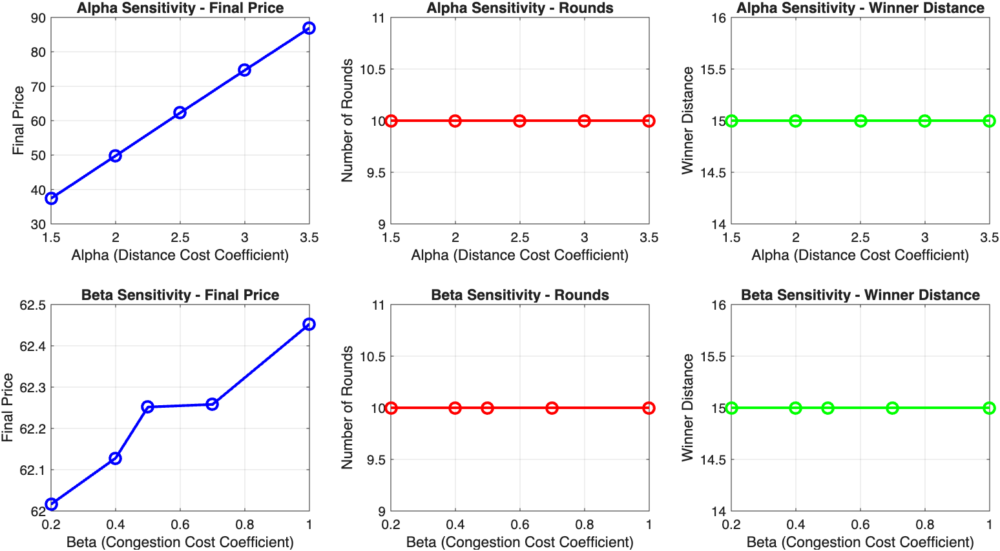 Alpha Sensitivity - Final Price
90
80
70
60
50
40
30
Final Price
1.5 2 2.5 3 3.5
Alpha (Distance Cost Coefficient)
Alpha Sensitivity - Rounds
11
10.5
10
9.5
9
Number of Rounds
1.5 2 2.5 3 3.5
Alpha (Distance Cost Coefficient)
Alpha Sensitivity - Winner Distance
16
15.5
15
14.5
14
Winner Distance
1.5 2 2.5 3 3.5
Alpha (Distance Cost Coefficient)
Beta Sensitivity - Final Price
62.5
62.4
62.3
62.2
62.1
62
Final Price
0.2 0.4 0.6 0.8 1
Beta (Congestion Cost Coefficient)
Beta Sensitivity - Rounds
11
10.5
10
9.5
9
Number of Rounds
0.2 0.4 0.6 0.8 1
Beta (Congestion Cost Coefficient)
Beta Sensitivity - Winner Distance
16
15.5
15
14.5
14
Winner Distance
0.2 0.4 0.6 0.8 1
Beta (Congestion Cost Coefficient)